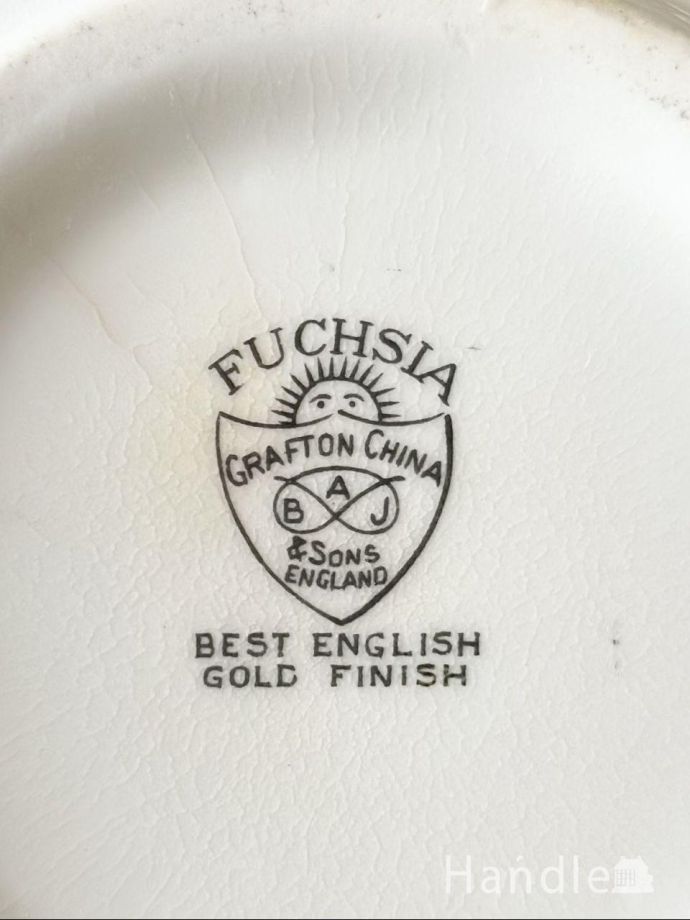 FUCHSIA
GRAFTON CHINA
A
B J
& SONS
ENGLAND
BEST ENGLISH
GOLD FINISH
Handle